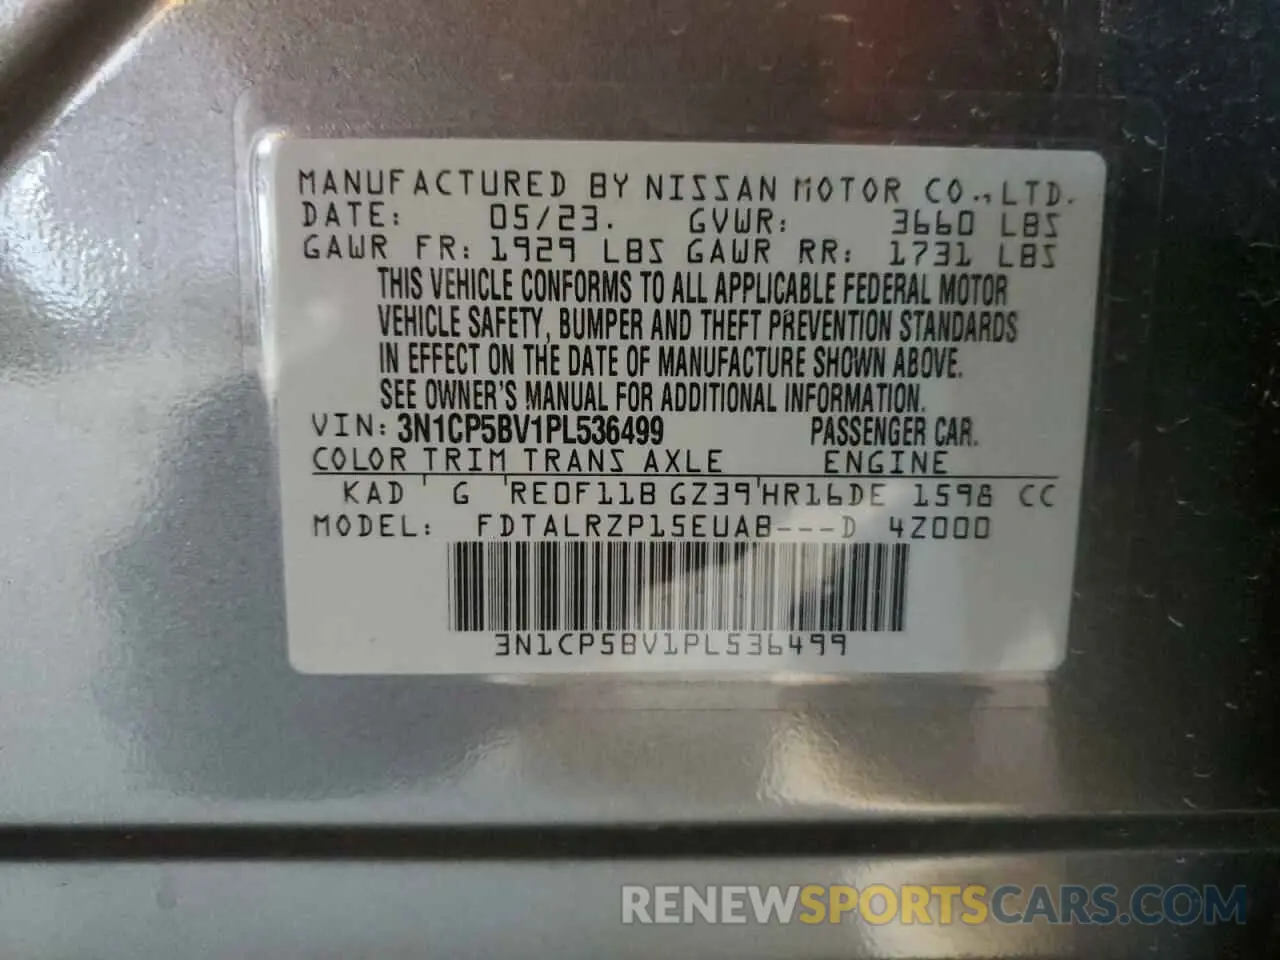 MANUFACTURED BY NISSAN MOTOR CO.,LTD.
DATE: 05/23. GVWR: 3660 LBS
GAWR FR: 1929 LBS GAWR RR: 1731 LBS
THIS VEHICLE CONFORMS TO ALL APPLICABLE FEDERAL MOTOR
VEHICLE SAFETY, BUMPER AND THEFT PREVENTION STANDARDS
IN EFFECT ON THE DATE OF MANUFACTURE SHOWN ABOVE.
SEE OWNER'S MANUAL FOR ADDITIONAL INFORMATION.
VIN: 3N1CP5BV1PL536499 PASSENGER CAR.
COLOR TRIM TRANS AXLE ENGINE
KAD ' G 'RE0F11B GZ39'HR16DE 1598 CC
MODEL: FDTALRZP15EUAB---D 4Z000
3N1CP5BV1PL536499
RENEWSPORTSCARS.COM